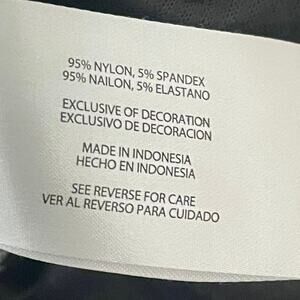 95% NYLON, 5% SPANDEX
95% NAILON, 5% ELASTANO
EXCLUSIVE OF DECORATION
EXCLUSIVO DE DECORACION
MADE IN INDONESIA
HECHO EN INDONESIA
SEE REVERSE FOR CARE
VER AL REVERSO PARA CUIDADO